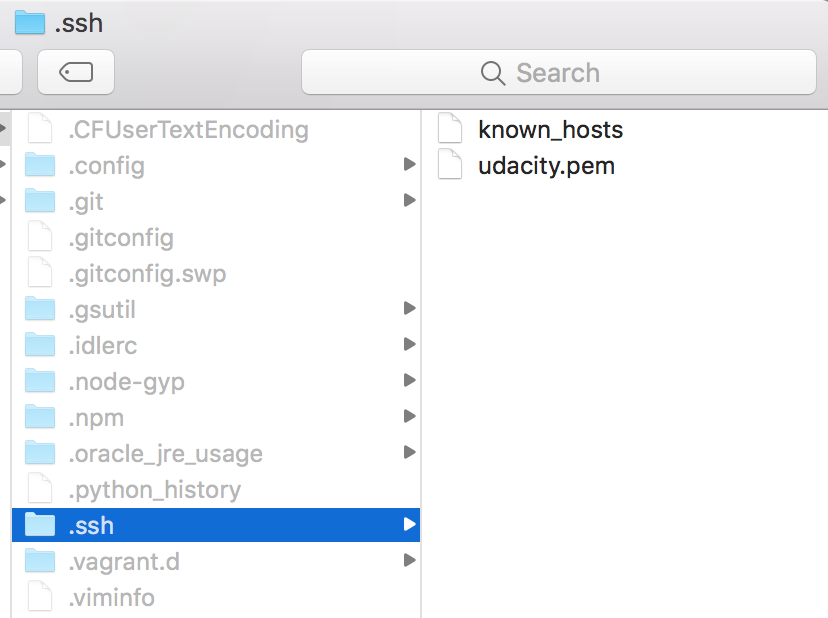 .ssh
Search
.CFUserTextEncoding
.config
.git
.gitconfig
.gitconfig.swp
.gsutil
.idlerc
.node-gyp
.npm
.oracle_jre_usage
.python_history
.ssh
.vagrant.d
.viminfo
known_hosts
udacity.pem